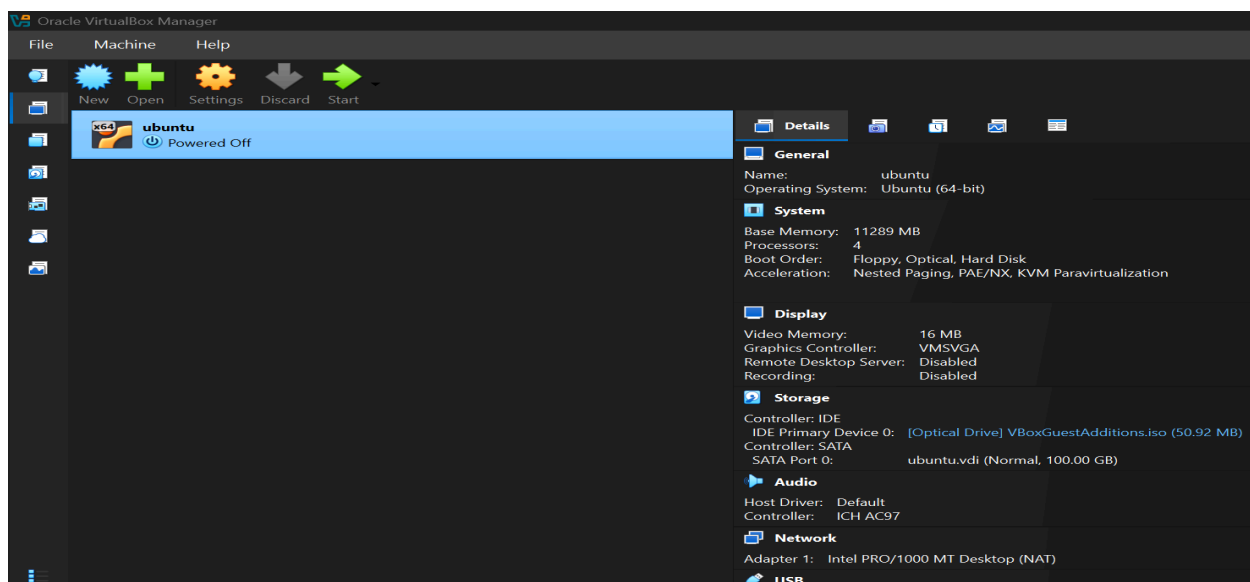 Oracle VirtualBox Manager
File Machine Help
New Open Settings Discard Start
x64
ubuntu
Powered Off
Details
General
Name: ubuntu
Operating System: Ubuntu (64-bit)
System
Base Memory: 11289 MB
Processors: 4
Boot Order: Floppy, Optical, Hard Disk
Acceleration: Nested Paging, PAE/NX, KVM Paravirtualization
Display
Video Memory: 16 MB
Graphics Controller: VMSVGA
Remote Desktop Server: Disabled
Recording: Disabled
Storage
Controller: IDE
IDE Primary Device 0: [Optical Drive] VBoxGuestAdditions.iso (50.92 MB)
Controller: SATA
SATA Port 0: ubuntu.vdi (Normal, 100.00 GB)
Audio
Host Driver: Default
Controller: ICH AC97
Network
Adapter 1: Intel PRO/1000 MT Desktop (NAT)
USB